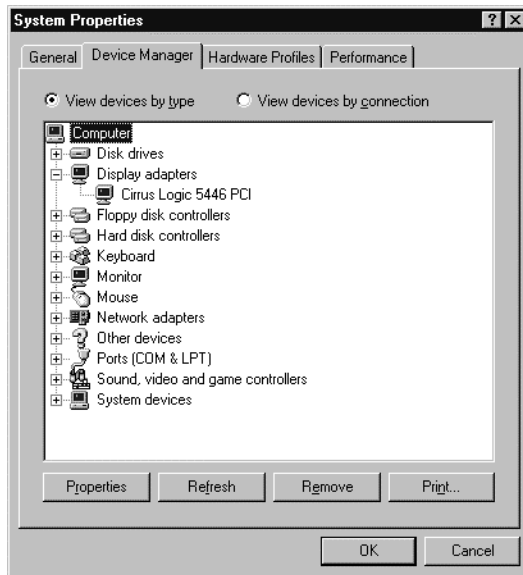 System Properties
General Device Manager Hardware Profiles Performance
View devices by type View devices by connection
Computer
Disk drives
Display adapters
Cirrus Logic 5446 PCI
Floppy disk controllers
Hard disk controllers
Keyboard
Monitor
Mouse
Network adapters
Other devices
Ports (COM & LPT)
Sound, video and game controllers
System devices
Properties Refresh Remove Print...
OK Cancel